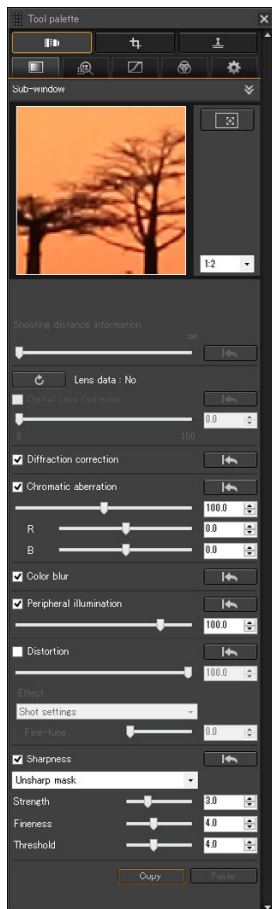 Tool palette
Sub-window
1:2
Shooting distance information
∞
Lens data : No
Digital Lens Optimizer
0.0
0 100
Diffraction correction
Chromatic aberration
100.0
R 0.0
B 0.0
Color blur
Peripheral illumination
100.0
Distortion
100.0
Effect
Shot settings
Fine-tune 0.0
Sharpness
Unsharp mask
Strength 3.0
Fineness 4.0
Threshold 4.0
Copy Paste